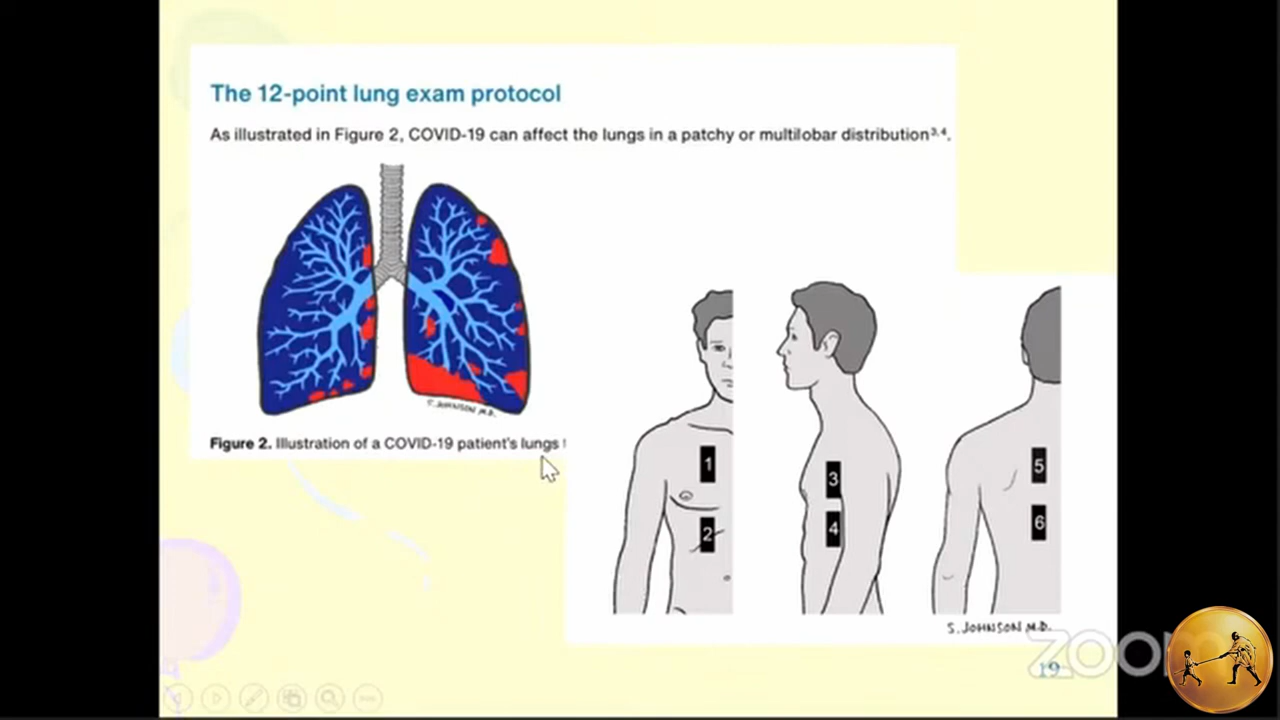 The 12-point lung exam protocol
As illustrated in Figure 2, COVID-19 can affect the lungs in a patchy or multilobar distribution³,⁴.
S. JOHNSON M.D.
Figure 2. Illustration of a COVID-19 patient's lungs
1
2
3
4
5
6
S. JOHNSON M.D.
zoom
19